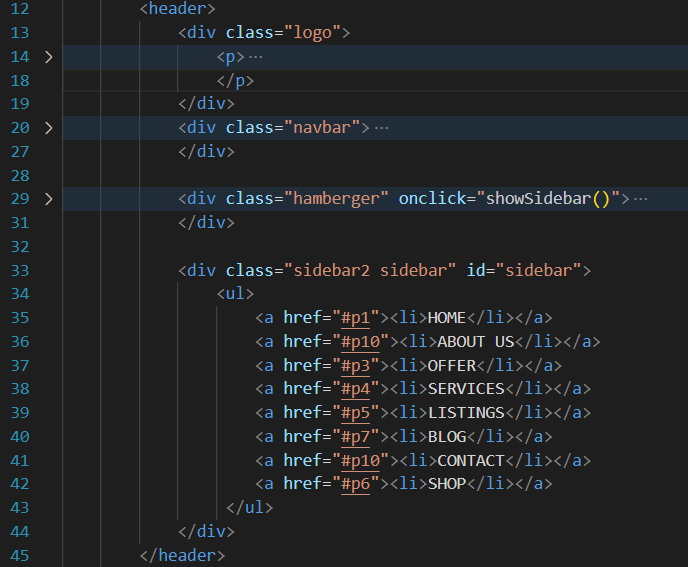 12 <header>
13 <div class="logo">
14 <p>···
18 </p>
19 </div>
20 <div class="navbar">···
27 </div>
28
29 <div class="hamberger" onclick="showSidebar()">···
31 </div>
32
33 <div class="sidebar2 sidebar" id="sidebar">
34 <ul>
35 <a href="#p1"><li>HOME</li></a>
36 <a href="#p10"><li>ABOUT US</li></a>
37 <a href="#p3"><li>OFFER</li></a>
38 <a href="#p4"><li>SERVICES</li></a>
39 <a href="#p5"><li>LISTINGS</li></a>
40 <a href="#p7"><li>BLOG</li></a>
41 <a href="#p10"><li>CONTACT</li></a>
42 <a href="#p6"><li>SHOP</li></a>
43 </ul>
44 </div>
45 </header>